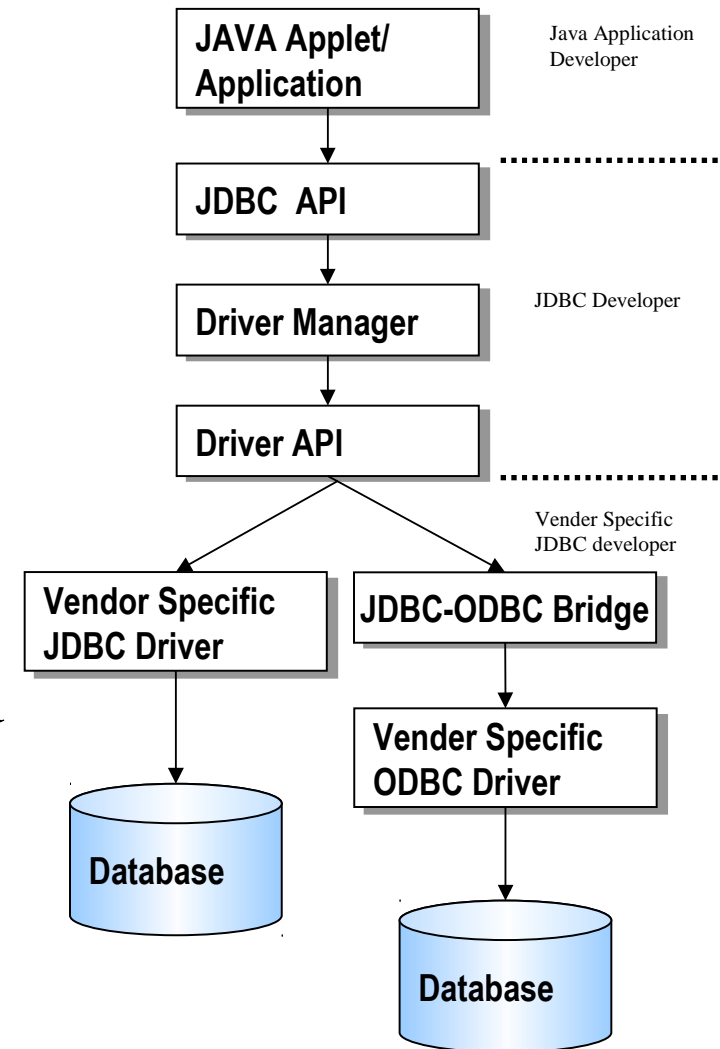 JAVA Applet/
Application
Java Application
Developer
JDBC API
Driver Manager
JDBC Developer
Driver API
Vender Specific
JDBC developer
Vendor Specific
JDBC Driver
JDBC-ODBC Bridge
Vender Specific
ODBC Driver
Database
Database